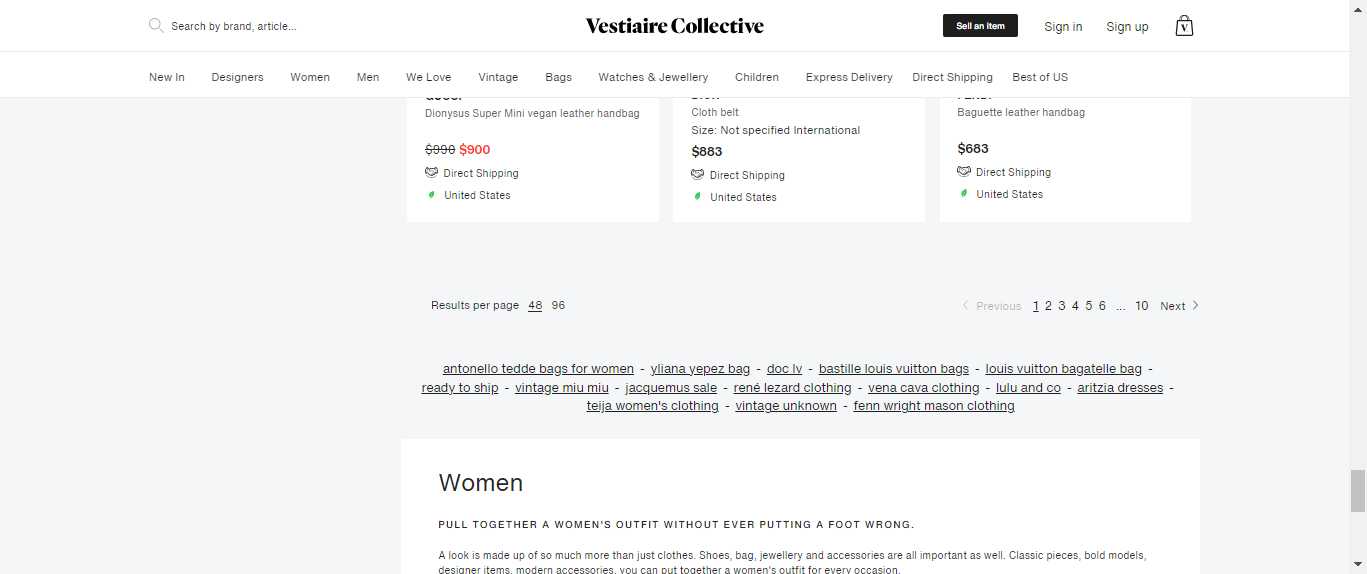 Search by brand, article...
Vestiaire Collective
Sell an item
Sign in
Sign up
V
New In
Designers
Women
Men
We Love
Vintage
Bags
Watches & Jewellery
Children
Express Delivery
Direct Shipping
Best of US
Dionysus Super Mini vegan leather handbag
$990 $900
Direct Shipping
United States
Cloth belt
Size: Not specified International
$883
Direct Shipping
United States
Baguette leather handbag
$683
Direct Shipping
United States
Results per page 48 96
Previous 1 2 3 4 5 6 ... 10 Next
antonello tedde bags for women - yliana yepez bag - doc lv - bastille louis vuitton bags - louis vuitton bagatelle bag -
ready to ship - vintage miu miu - jacquemus sale - rené lezard clothing - vena cava clothing - lulu and co - aritzia dresses -
teija women's clothing - vintage unknown - fenn wright mason clothing
Women
PULL TOGETHER A WOMEN'S OUTFIT WITHOUT EVER PUTTING A FOOT WRONG.
A look is made up of so much more than just clothes. Shoes, bag, jewellery and accessories are all important as well. Classic pieces, bold models,
designer items, modern accessories, you can put together a women's outfit for every occasion.